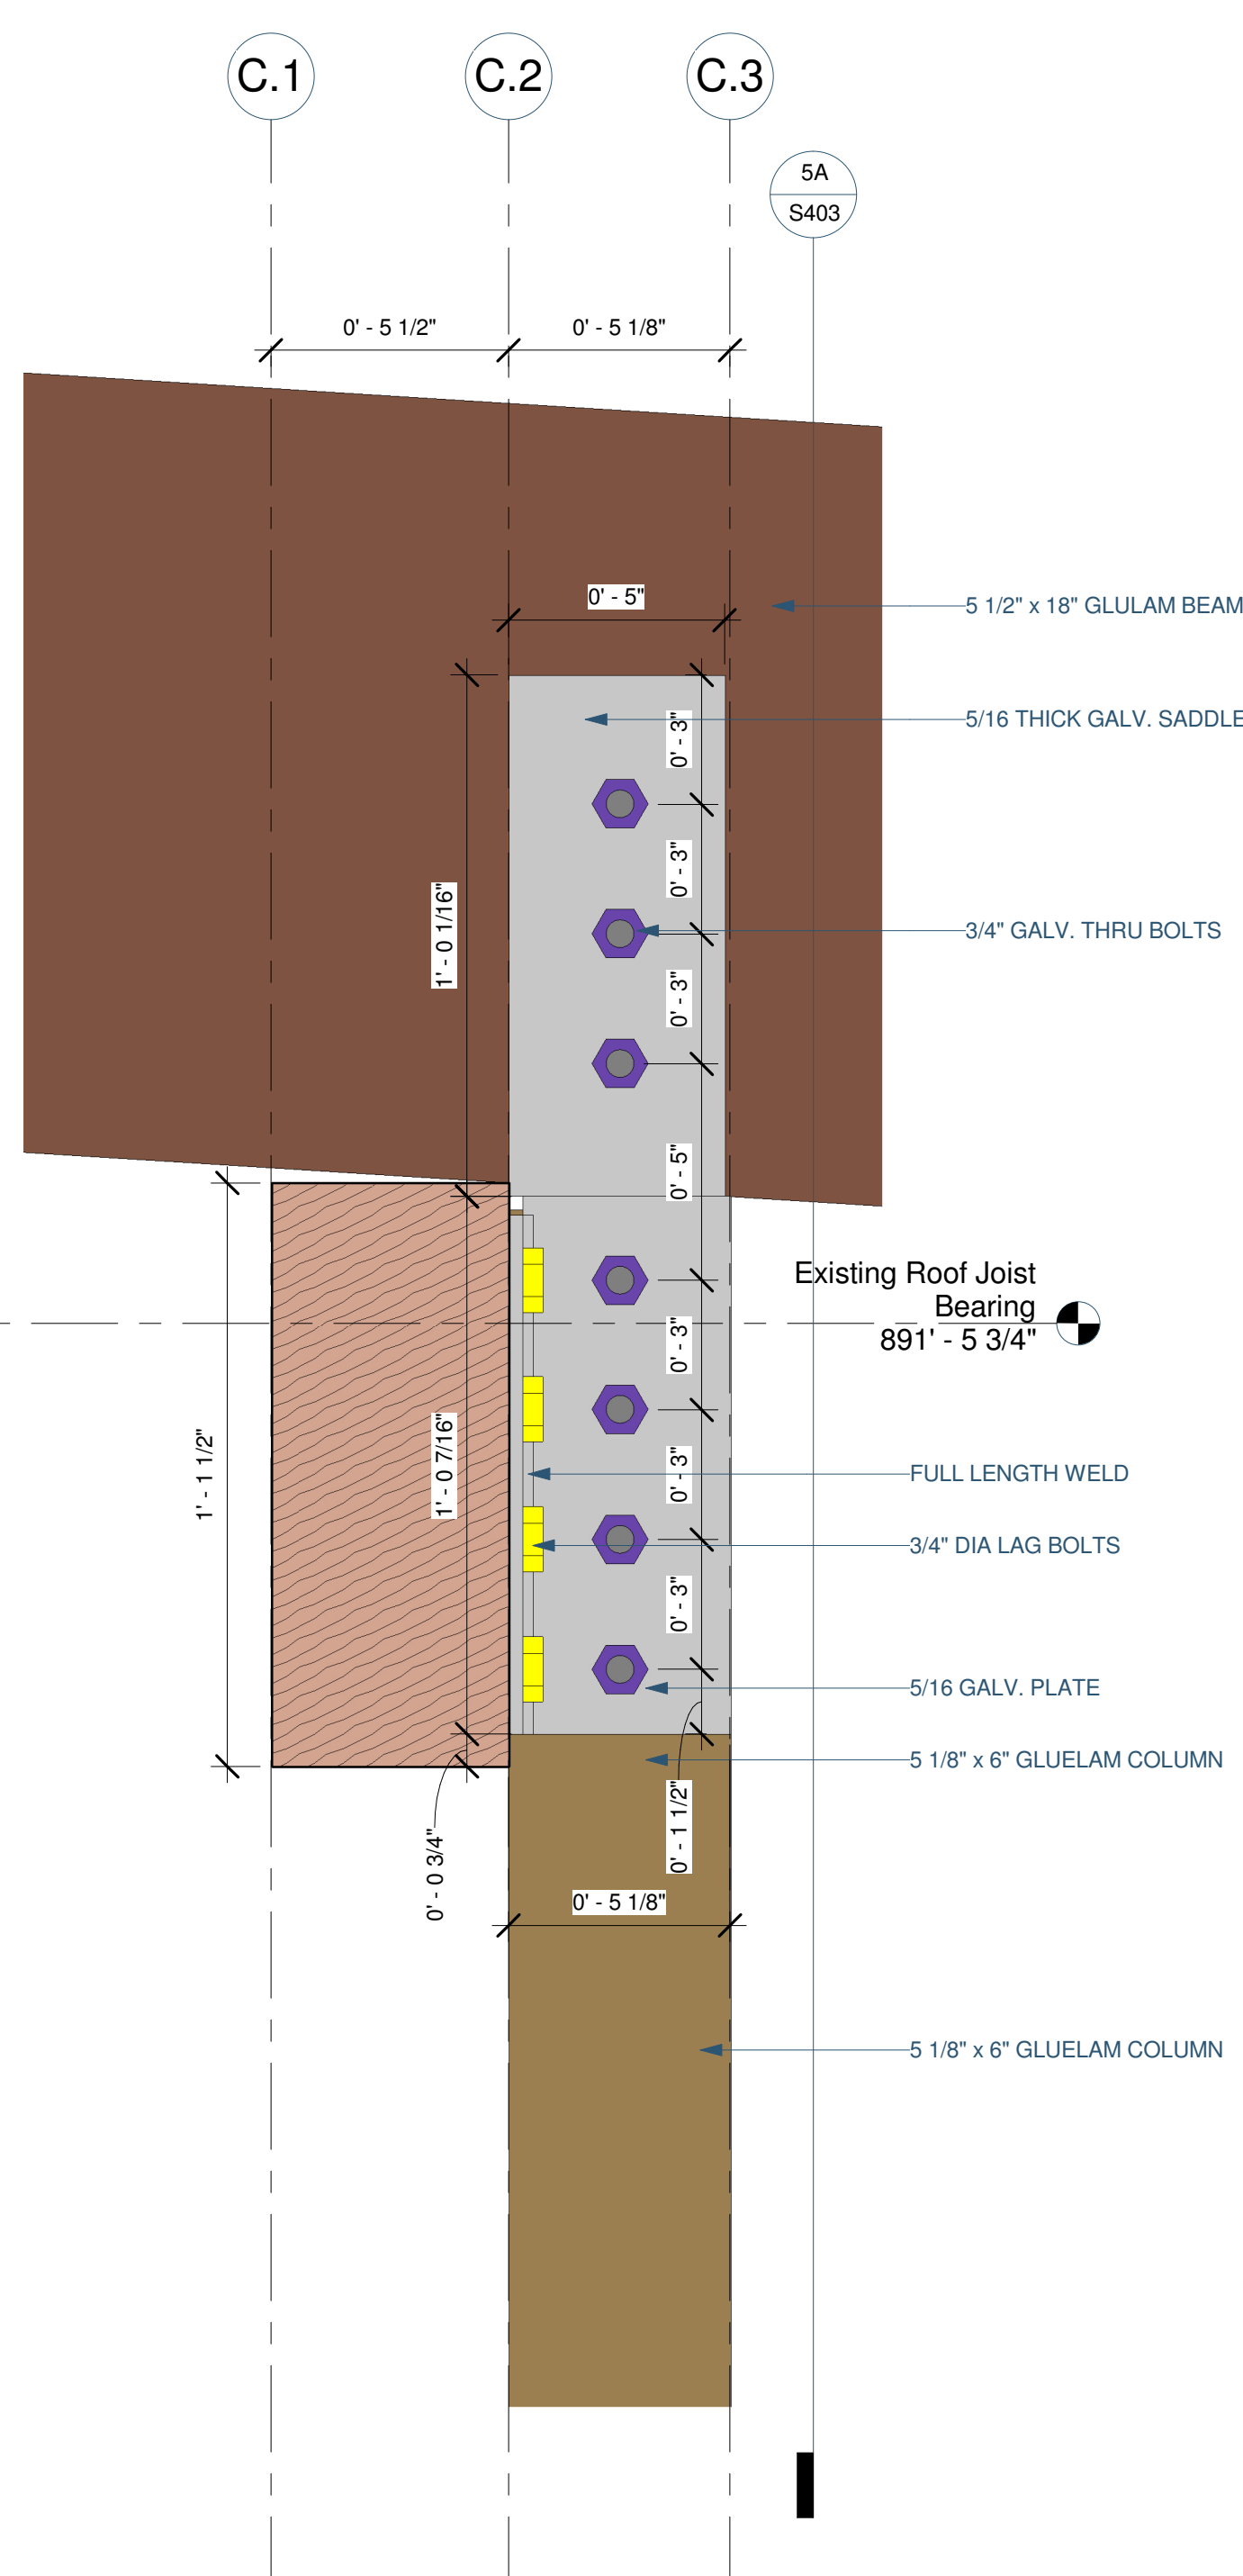 C.1 C.2 C.3
5A
S403
0' - 5 1/2" 0' - 5 1/8"
0' - 5"
5 1/2" x 18" GLULAM BEAM
5/16 THICK GALV. SADDLE
0' - 3"
0' - 3"
3/4" GALV. THRU BOLTS
1' - 0 1/16"
0' - 3"
0' - 5"
Existing Roof Joist
Bearing
891' - 5 3/4"
0' - 3"
1' - 1 1/2"
1' - 0 7/16"
0' - 3"
FULL LENGTH WELD
3/4" DIA LAG BOLTS
0' - 3"
5/16 GALV. PLATE
5 1/8" x 6" GLUELAM COLUMN
0' - 1 1/2"
0' - 0 3/4"
0' - 5 1/8"
5 1/8" x 6" GLUELAM COLUMN